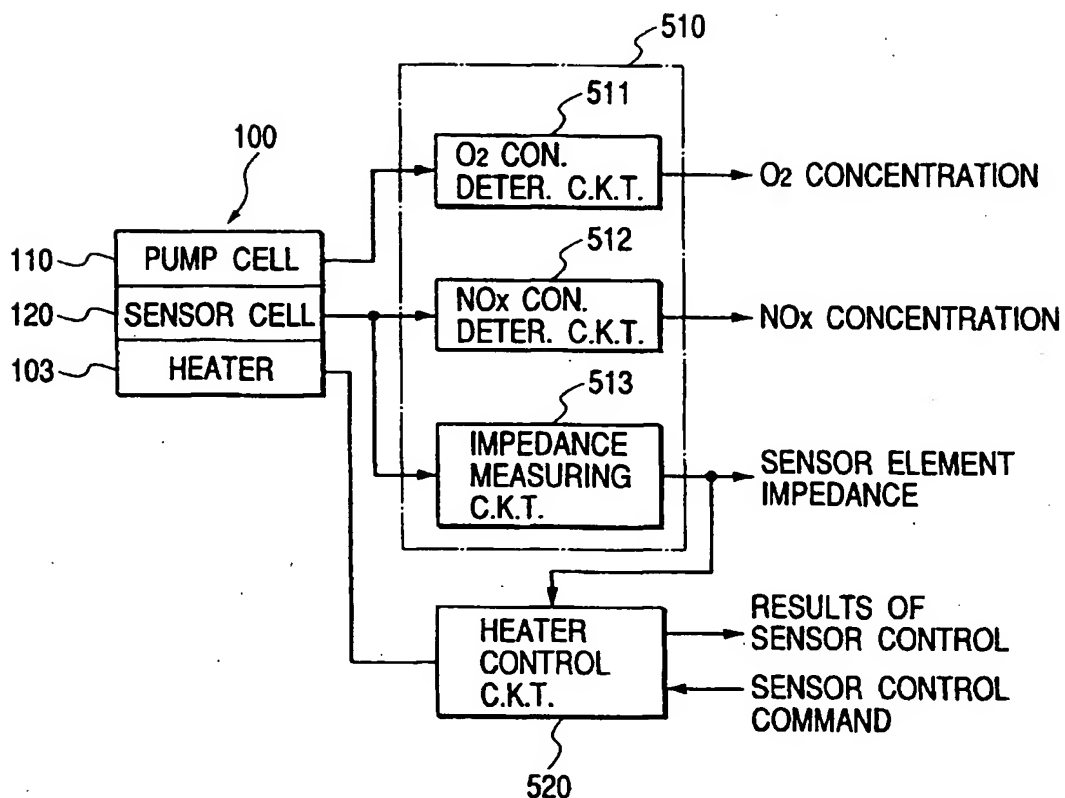 510
511
100
O2 CON.
DETER. C.K.T.
O2 CONCENTRATION
110
PUMP CELL
512
120
SENSOR CELL
NOx CON.
DETER. C.K.T.
NOx CONCENTRATION
103
HEATER
513
IMPEDANCE
MEASURING
C.K.T.
SENSOR ELEMENT
IMPEDANCE
HEATER
CONTROL
C.K.T.
RESULTS OF
SENSOR CONTROL
SENSOR CONTROL
COMMAND
520